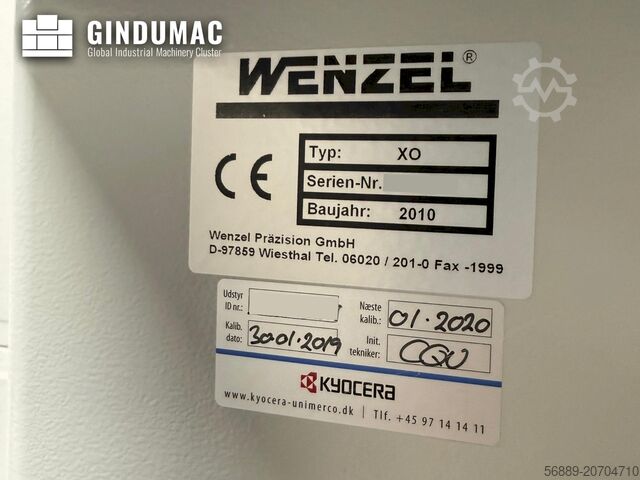 GINDUMAC
Global Industrial Machinery Cluster
WENZEL®
CE
Typ: XO
Serien-Nr.
Baujahr: 2010
Wenzel Präzision GmbH
D-97859 Wiesthal Tel. 06020 / 201-0 Fax -1999
Udstyr
ID nr.:
Næste
kalib.: 01·2020
Kalib.
dato: 30·01·2019
Init.
tekniker:
KYOCERA
www.kyocera-unimerco.dk | Tlf. +45 97 14 14 11
56889-20704710